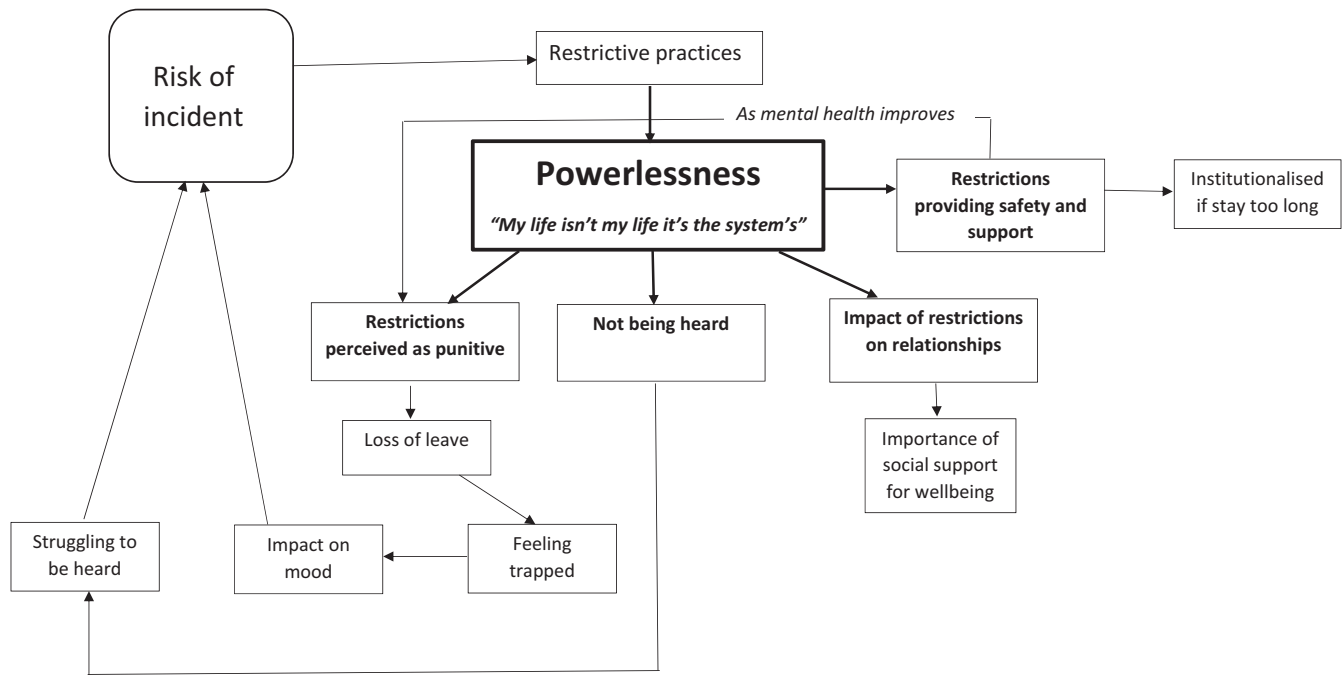 Risk of
incident
Restrictive practices
As mental health improves
Powerlessness
“My life isn’t my life it’s the system’s”
Restrictions
providing safety and
support
Institutionalised
if stay too long
Restrictions
perceived as punitive
Not being heard
Impact of restrictions
on relationships
Loss of leave
Importance of
social support
for wellbeing
Struggling to
be heard
Impact on
mood
Feeling
trapped